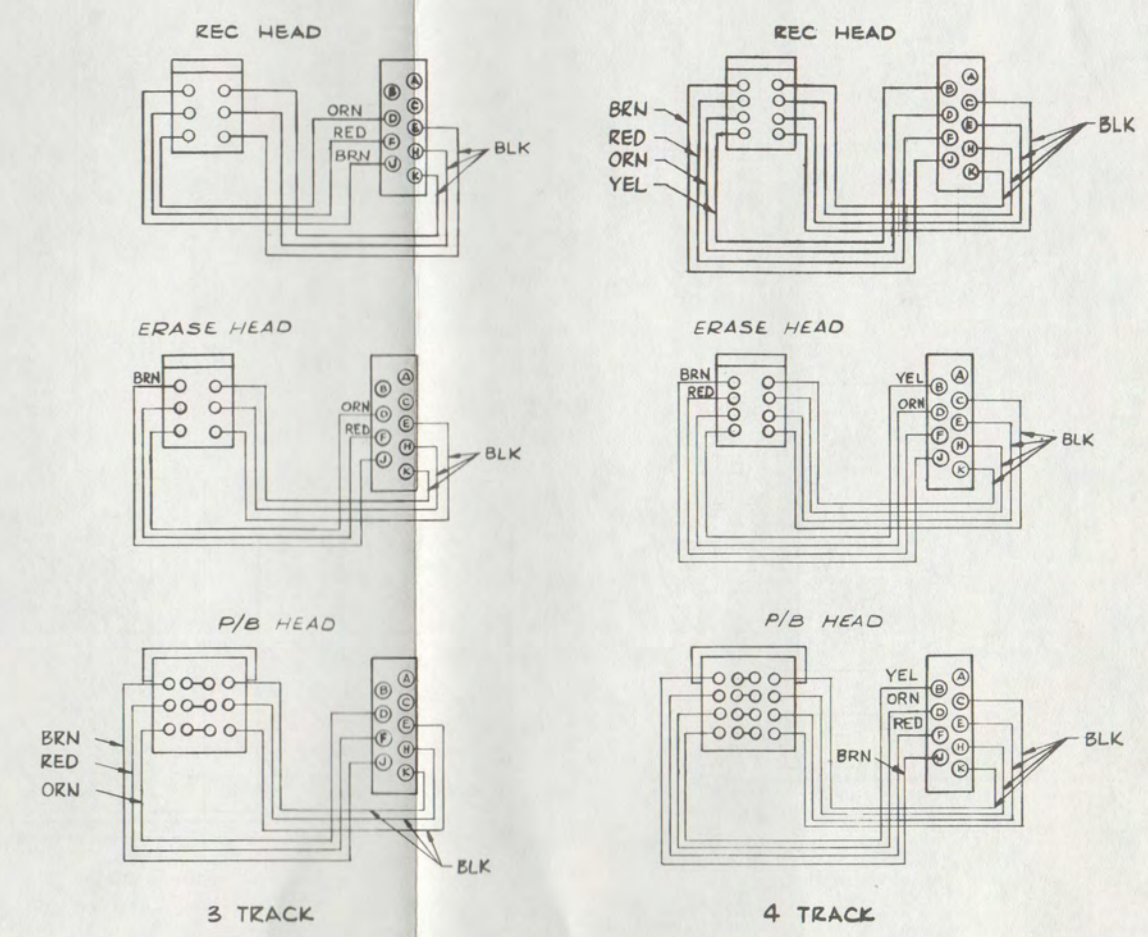 REC HEAD
B A
C
ORN D
E
RED F
H
BRN J
K
BLK
REC HEAD
BRN
RED
ORN
YEL
A
B
C
D
E
F
H
J
K
BLK
ERASE HEAD
BRN
A
B
C
ORN D
E
RED F
H
J
K
BLK
ERASE HEAD
BRN
RED
A
YEL B
C
ORN D
E
F
H
J
K
BLK
P/B HEAD
BRN
RED
ORN
A
B
C
D
E
F
H
J
K
BLK
P/B HEAD
A
YEL B
C
ORN D
E
RED F
H
BRN J
K
BLK
3 TRACK
4 TRACK